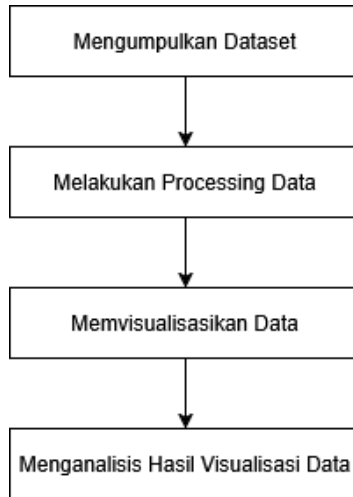 Mengumpulkan Dataset
Melakukan Processing Data
Memvisualisasikan Data
Menganalisis Hasil Visualisasi Data